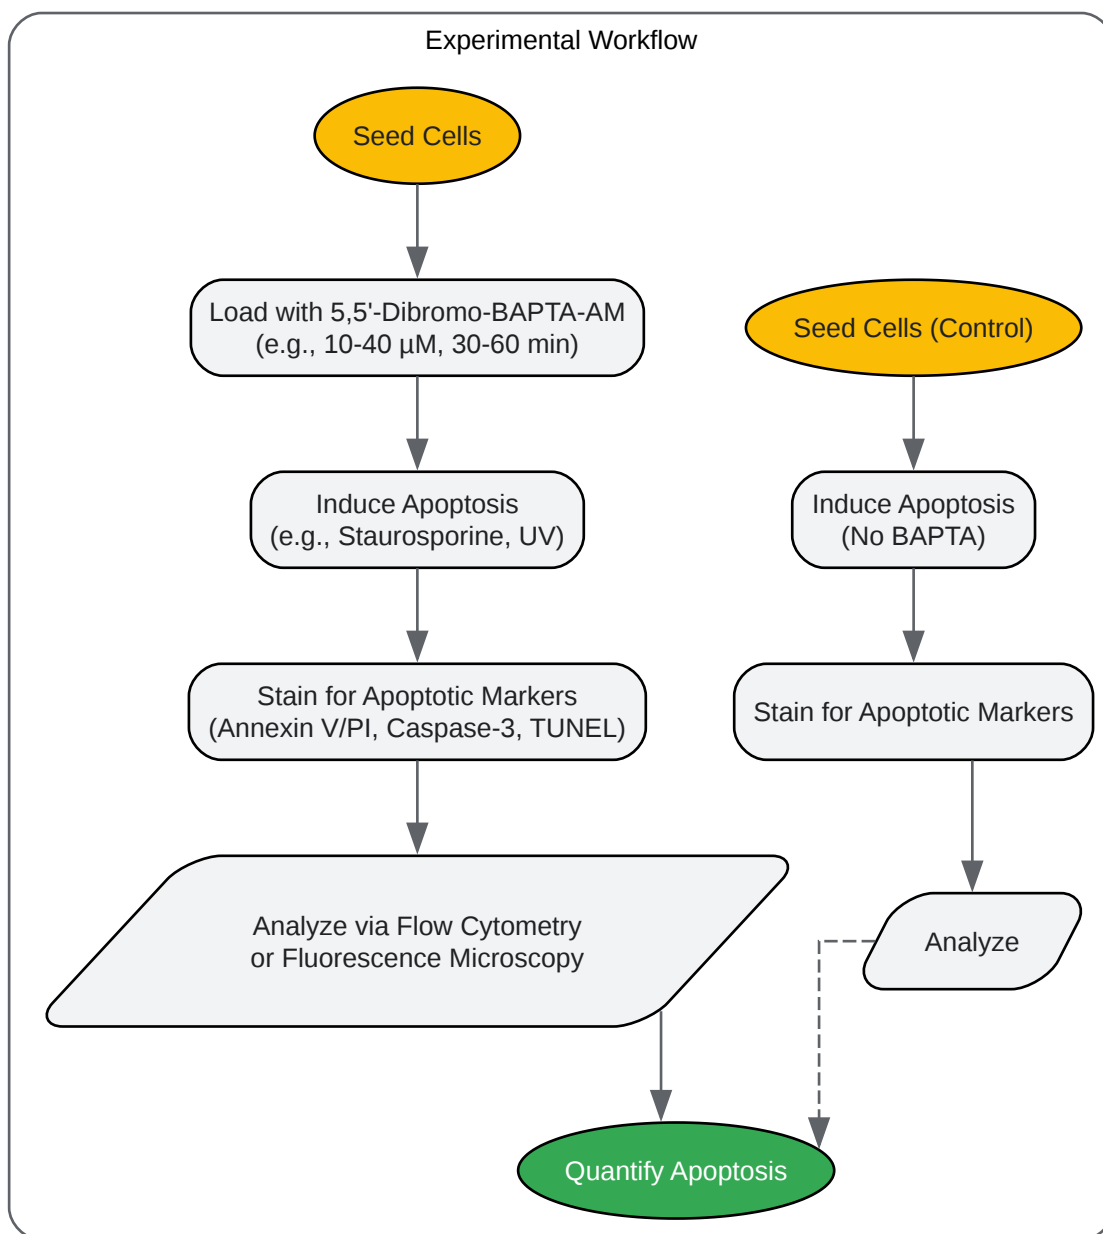 Experimental Workflow
Seed Cells
Load with 5,5'-Dibromo-BAPTA-AM
(e.g., 10-40 µM, 30-60 min)
Seed Cells (Control)
Induce Apoptosis
(e.g., Staurosporine, UV)
Induce Apoptosis
(No BAPTA)
Stain for Apoptotic Markers
(Annexin V/PI, Caspase-3, TUNEL)
Stain for Apoptotic Markers
Analyze via Flow Cytometry
or Fluorescence Microscopy
Analyze
Quantify Apoptosis